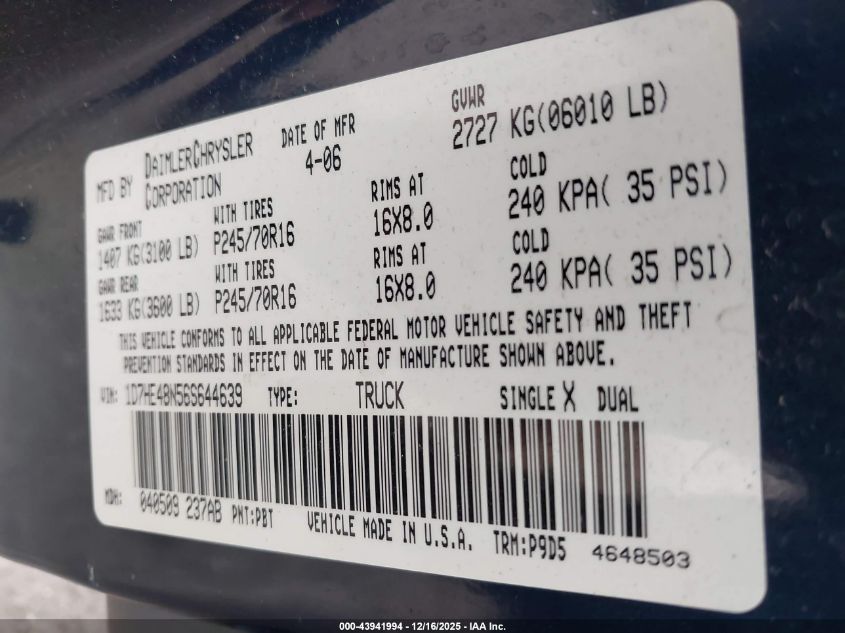 MFD BY DAIMLERCHRYSLER CORPORATION DATE OF MFR 4-06 GVWR 2727 KG(06010 LB)
GAWR FRONT WITH TIRES RIMS AT COLD
1407 KG(3100 LB) P245/70R16 16X8.0 240 KPA( 35 PSI)
GAWR REAR WITH TIRES RIMS AT COLD
1633 KG(3600 LB) P245/70R16 16X8.0 240 KPA( 35 PSI)
THIS VEHICLE CONFORMS TO ALL APPLICABLE FEDERAL MOTOR VEHICLE SAFETY AND THEFT
PREVENTION STANDARDS IN EFFECT ON THE DATE OF MANUFACTURE SHOWN ABOVE.
VIN: 1D7HE48N56S644639 TYPE: TRUCK SINGLE X DUAL
MDH: 040509 237AB PNT:PBT VEHICLE MADE IN U.S.A. TRM:P9D5 4648503
000-43941994 – 12/16/2025 – IAA Inc.